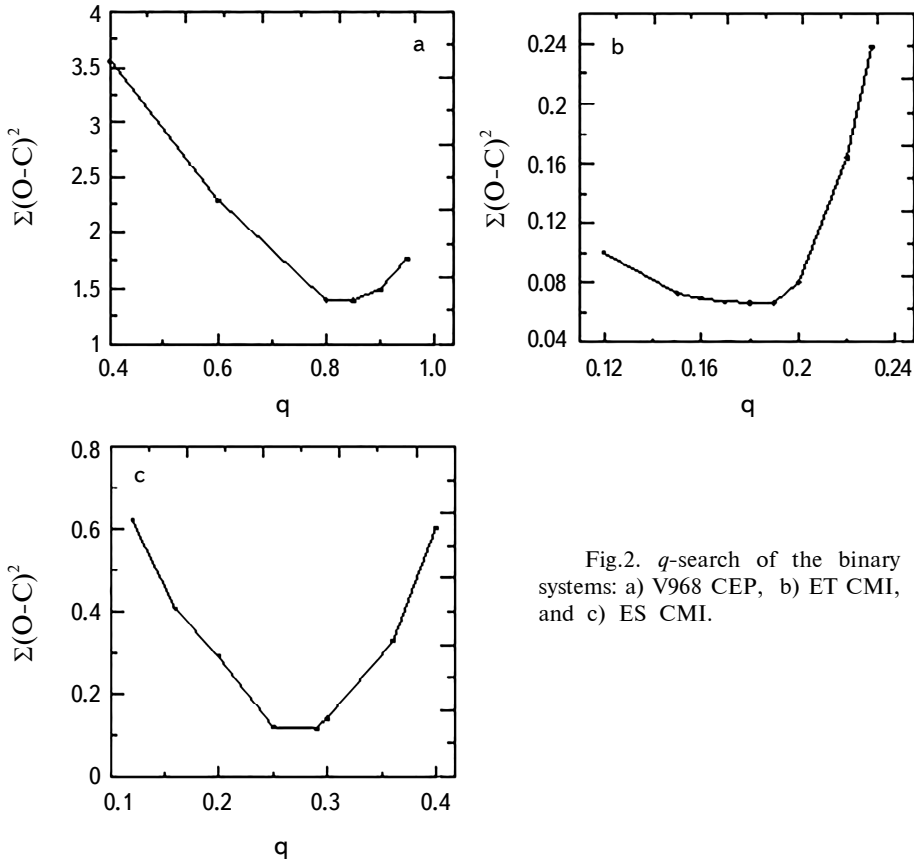 a
4
3.5
3
2.5
2
1.5
1
Σ(O-C)²
0.4
0.6
0.8
1.0
q
b
0.24
0.2
0.16
0.12
0.08
0.04
Σ(O-C)²
0.12
0.16
0.2
0.24
q
c
0.8
0.6
0.4
0.2
0
Σ(O-C)²
0.1
0.2
0.3
0.4
q
Fig.2. q-search of the binary
systems: a) V968 CEP, b) ET CMI,
and c) ES CMI.